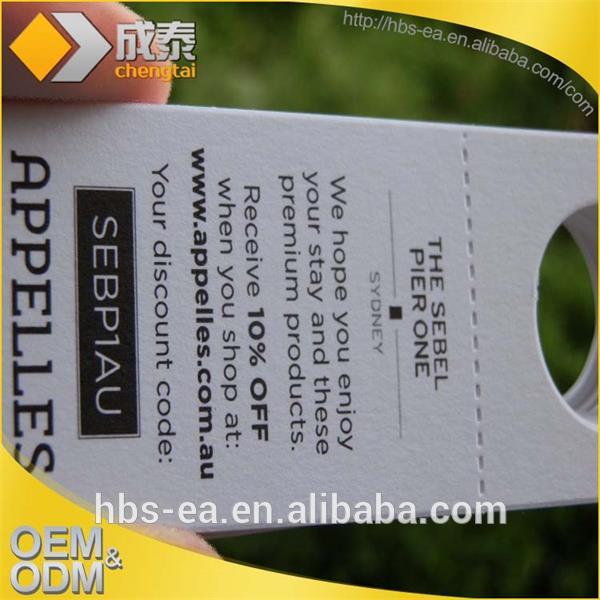 成泰
chengtai
http://hbs-ea.en.alibaba.com/com/
THE SEBEL
PIER ONE
SYDNEY
We hope you enjoy
your stay and these
premium products.
Receive 10% OFF
when you shop at:
www.appelles.com.au
Your discount code:
SEBP1AU
APPELLES
hbs-ea.en.alibaba.com
OEM
&
ODM